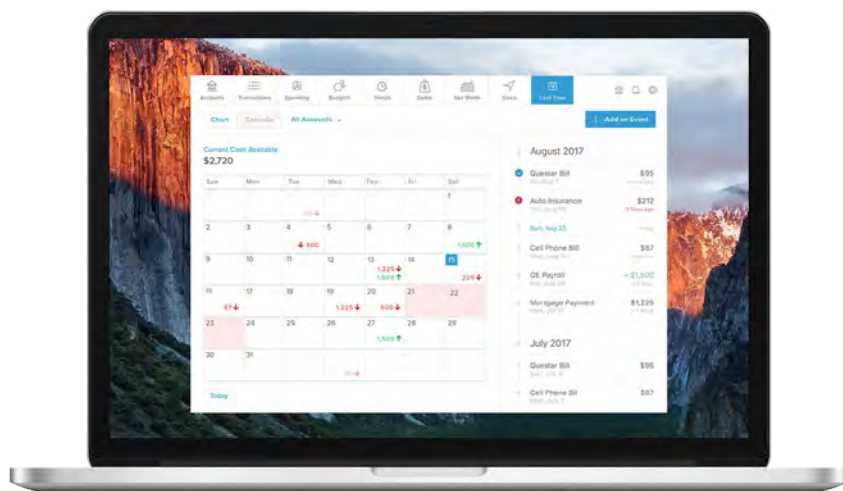 Accounts Transactions Spending Budgets Trends Debts Net Worth Goals Cash Flow
Chart Calendar All Accounts
Add an Event
Current Cash Available
$2,720
Sun Mon Tue Wed Thu Fri Sat
1
2 3 4 5 6 7 8
600 1,500
9 10 11 12 13 14 15
1,225
1,500 225
16 17 18 19 20 21 22
87 1,225 600
23 24 25 26 27 28 29
1,500
30 31
Today
August 2017
Questar Bill $95
Auto Insurance $212
Sun, Aug 23
Cell Phone Bill $87
OE Payroll + $1,500
Mortgage Payment $1,225
July 2017
Questar Bill $95
Cell Phone Bill $87